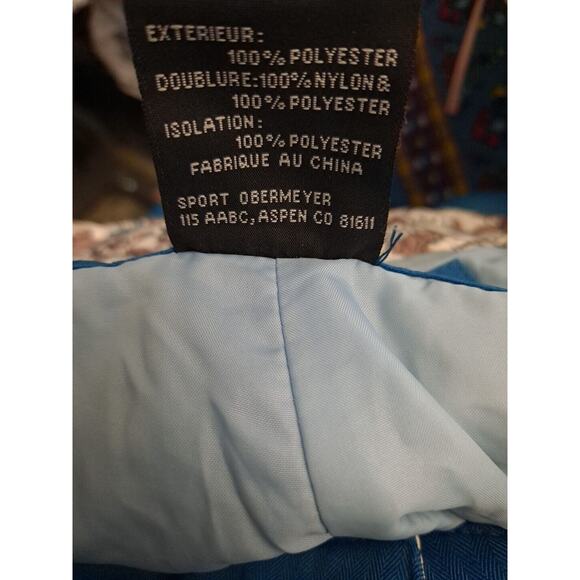 EXTERIEUR:
100% POLYESTER
DOUBLURE:100%NYLON&
100% POLYESTER
ISOLATION:
100% POLYESTER
FABRIQUE AU CHINA
SPORT OBERMEYER
115 AABC, ASPEN CO 81611